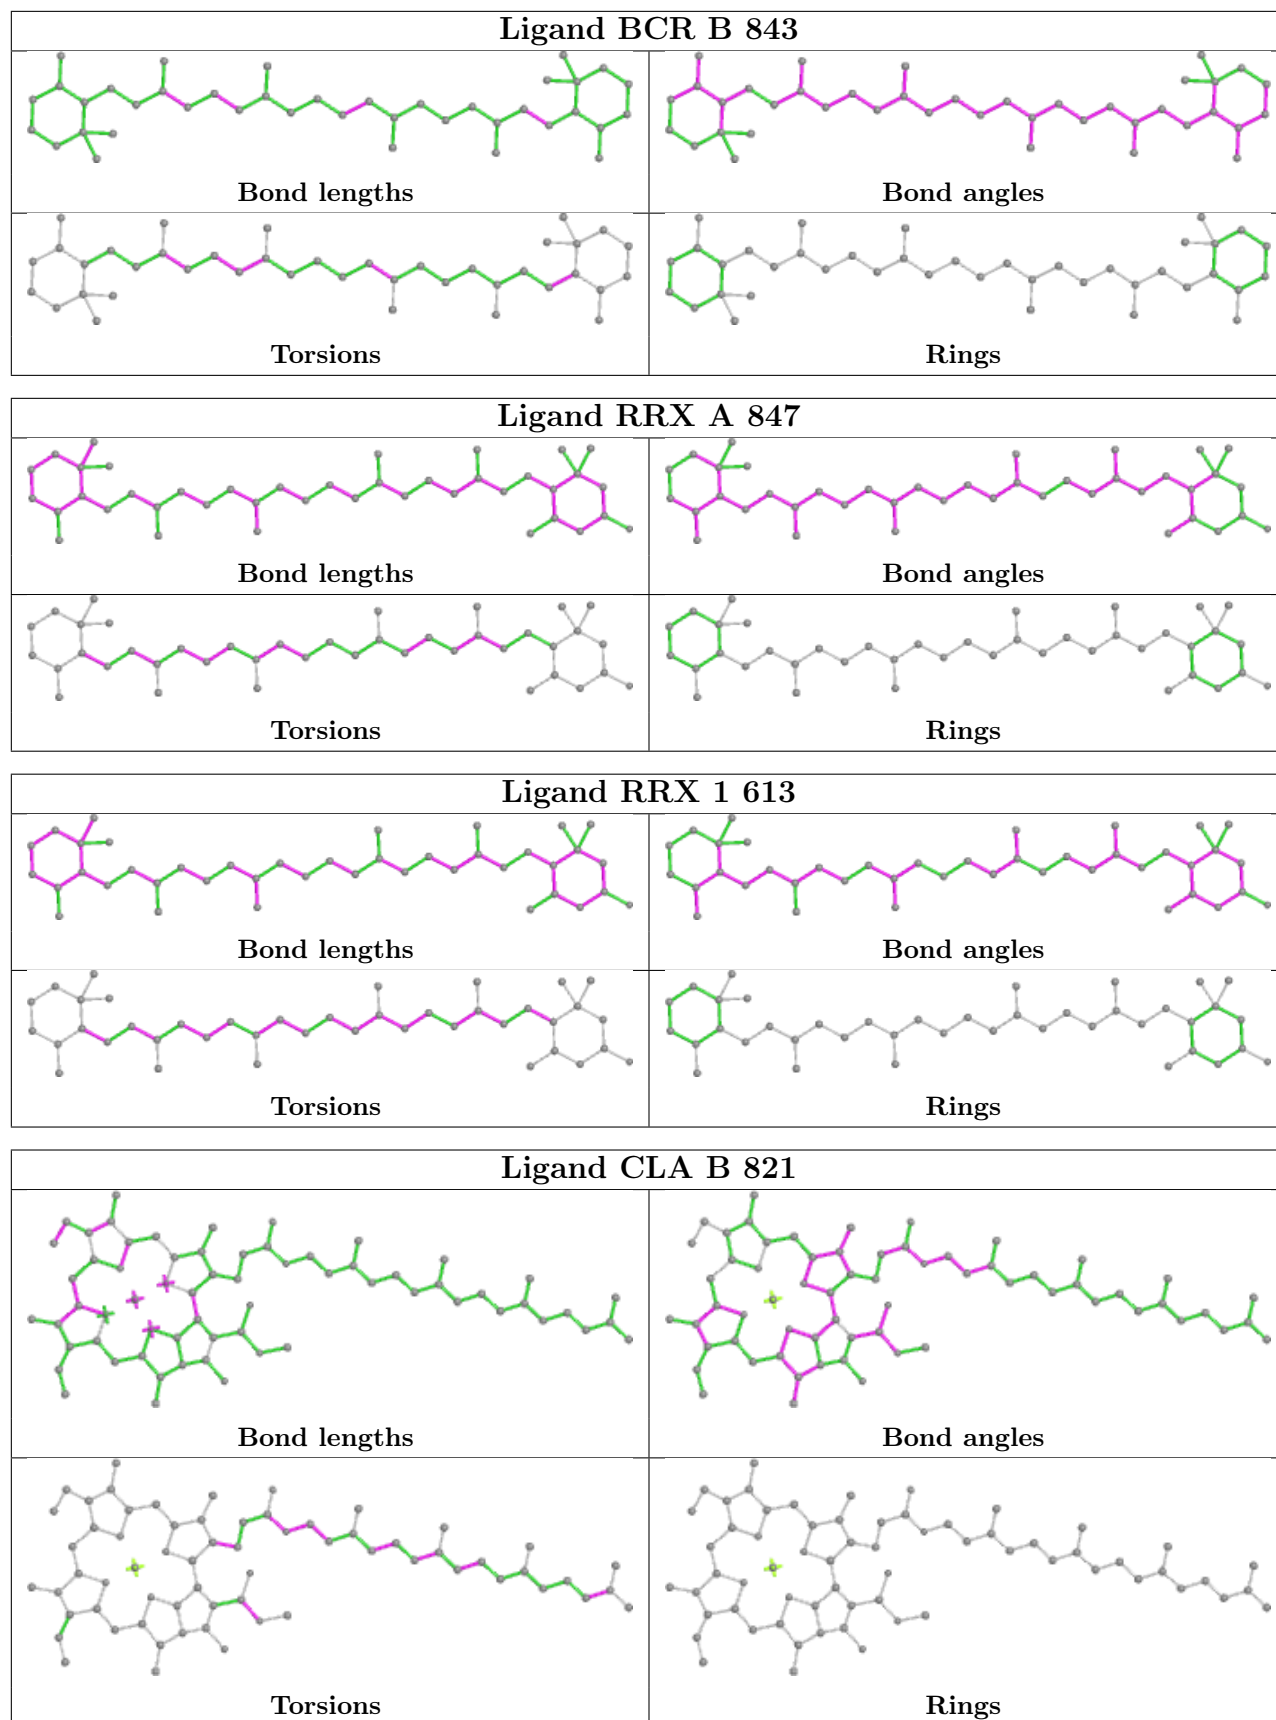 Ligand BCR B 843
Bond lengths
Bond angles
Torsions
Rings
Ligand RRX A 847
Bond lengths
Bond angles
Torsions
Rings
Ligand RRX 1 613
Bond lengths
Bond angles
Torsions
Rings
Ligand CLA B 821
Bond lengths
Bond angles
Torsions
Rings